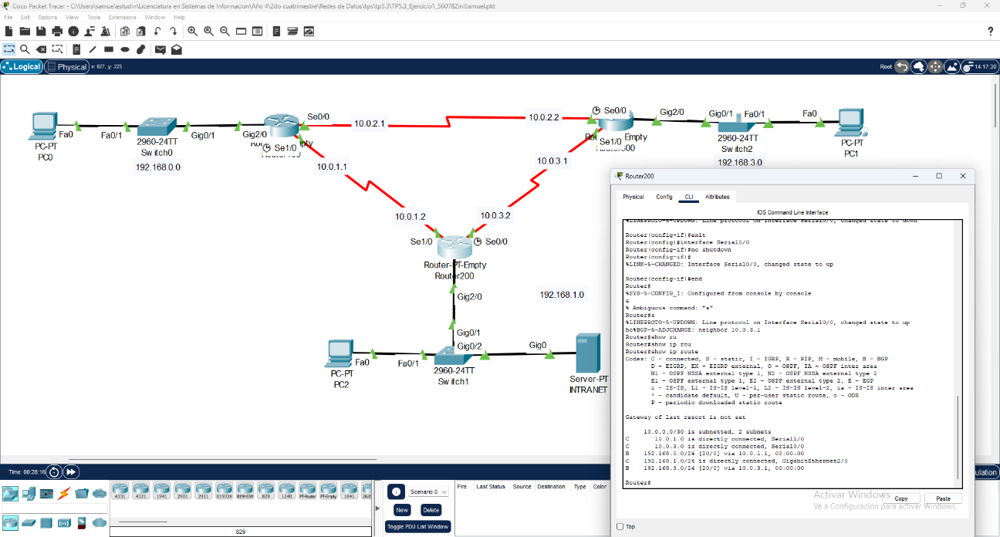 Cisco Packet Tracer - C:\Users\samue\estudin\Licenciatura en Sistemas de Informacion\Año 4\2do cuatrimestre\Redes de Datos\tps\tp5.3\TP5.3_Ejercicio1_56078ZiniSamuel.pkt
File Edit Options View Tools Extensions Window Help
Logical Physical x: 827, y: 223
Root 14:17:30
Se0/0
10.0.2.1
10.0.2.2
Se0/0
Gig2/0
Gig0/1 Fa0/1
Fa0
Fa0
Fa0/1
Gig0/1
Gig2/0
PC-PT
PC0
2960-24TT
Switch0
192.168.0.0
Se1/0
Empty
Se1/0
2960-24TT
Switch2
192.168.3.0
PC-PT
PC1
10.0.1.1
10.0.3.1
10.0.1.2
10.0.3.2
Se1/0
Se0/0
Router-PT-Empty
Router200
Gig2/0
192.168.1.0
Gig0/1
Gig0/2
Gig0
Fa0
Fa0/1
PC-PT
PC2
2960-24TT
Switch1
Server-PT
INTRANET
Router200
Physical Config CLI Attributes
IOS Command Line Interface
%LINEPROTO-5-UPDOWN: Line protocol on Interface Serial0/0, changed state to down
Router(config-if)#exit
Router(config)#interface Serial0/0
Router(config-if)#no shutdown
Router(config-if)#
%LINK-5-CHANGED: Interface Serial0/0, changed state to up
Router(config-if)#end
Router#
%SYS-5-CONFIG_I: Configured from console by console
s
% Ambiguous command: "s"
Router#s
%LINEPROTO-5-UPDOWN: Line protocol on Interface Serial0/0, changed state to up
ho%BGP-5-ADJCHANGE: neighbor 10.0.3.1
Router#show ru
Router#show ip rou
Router#show ip route
Codes: C - connected, S - static, I - IGRP, R - RIP, M - mobile, B - BGP
D - EIGRP, EX - EIGRP external, O - OSPF, IA - OSPF inter area
N1 - OSPF NSSA external type 1, N2 - OSPF NSSA external type 2
E1 - OSPF external type 1, E2 - OSPF external type 2, E - EGP
i - IS-IS, L1 - IS-IS level-1, L2 - IS-IS level-2, ia - IS-IS inter area
* - candidate default, U - per-user static route, o - ODR
P - periodic downloaded static route
Gateway of last resort is not set
10.0.0.0/30 is subnetted, 2 subnets
C 10.0.1.0 is directly connected, Serial1/0
C 10.0.3.0 is directly connected, Serial0/0
B 192.168.0.0/24 [20/0] via 10.0.1.1, 00:00:00
C 192.168.1.0/24 is directly connected, GigabitEthernet2/0
B 192.168.3.0/24 [20/0] via 10.0.3.1, 00:00:00
Router#
Copy Paste
Activar Windows
Ve a Configuración para activar Windows.
Top
Time: 00:28:16
4331 4321 1941 2901 2911 819IOX 819HGW 829 1240 PT-Router PT-Empty 1841
829
Scenario 0
New Delete
Toggle PDU List Window
Fire Last Status Source Destination Type Color